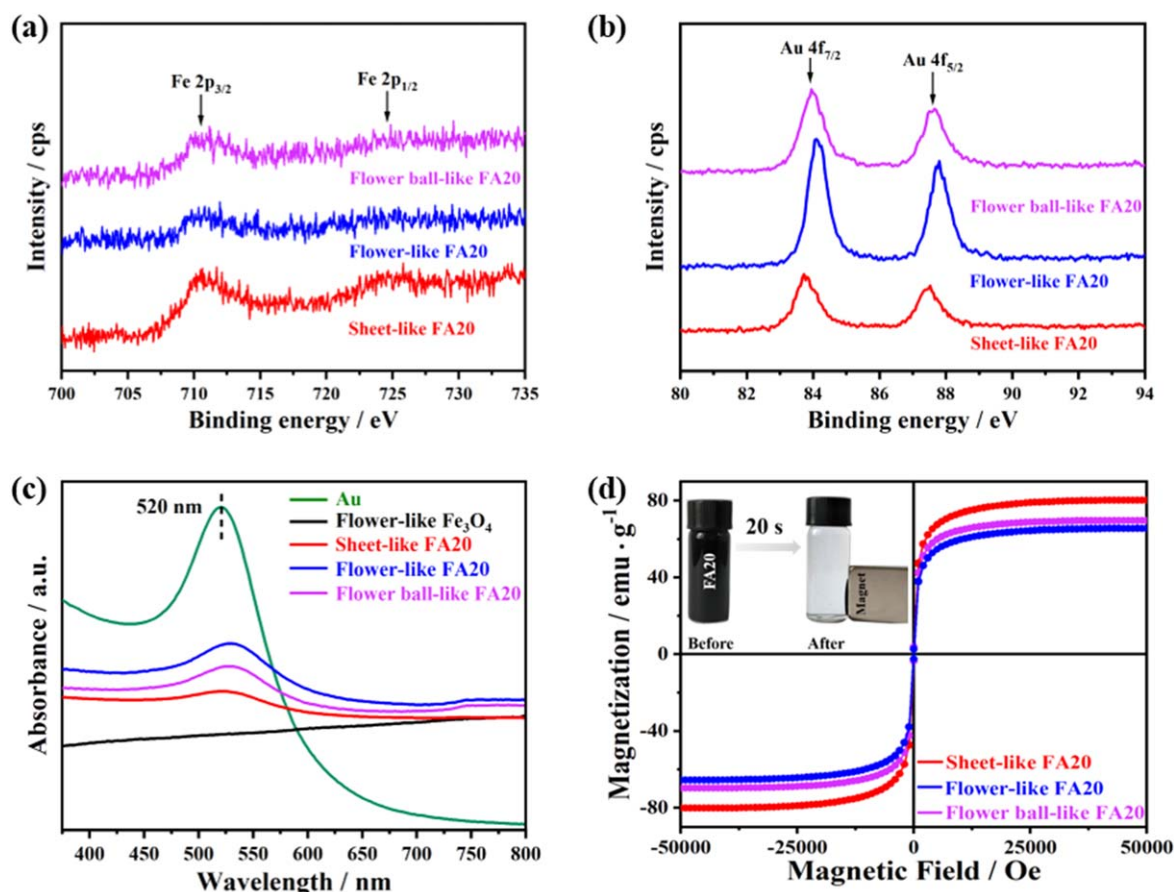 (a)
Fe 2p3/2
Fe 2p1/2
Flower ball-like FA20
Flower-like FA20
Sheet-like FA20
Intensity / cps
700 705 710 715 720 725 730 735
Binding energy / eV
(b)
Au 4f7/2
Au 4f5/2
Flower ball-like FA20
Flower-like FA20
Sheet-like FA20
Intensity / cps
80 82 84 86 88 90 92 94
Binding energy / eV
(c)
520 nm
Au
Flower-like Fe3O4
Sheet-like FA20
Flower-like FA20
Flower ball-like FA20
Absorbance / a.u.
400 450 500 550 600 650 700 750 800
Wavelength / nm
(d)
80
40
0
-40
-80
Magnetization / emu · g-1
FA20
20 s
Magnet
Before
After
Sheet-like FA20
Flower-like FA20
Flower ball-like FA20
-50000 -25000 0 25000 50000
Magnetic Field / Oe